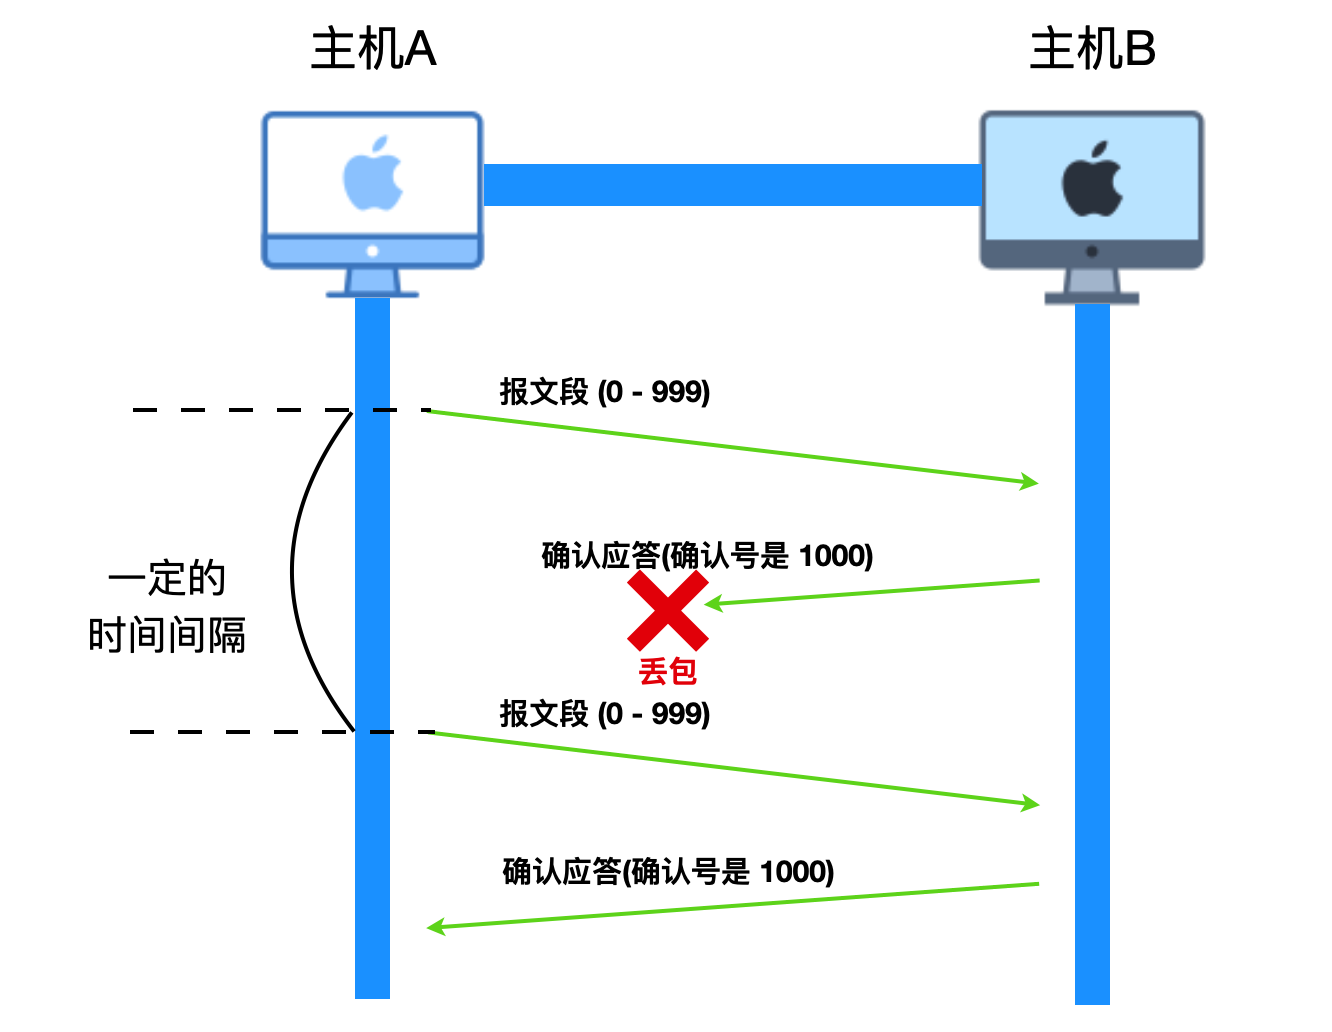 主机A
主机B
报文段 (0 - 999)
确认应答(确认号是 1000)
一定的
时间间隔
丢包
报文段 (0 - 999)
确认应答(确认号是 1000)